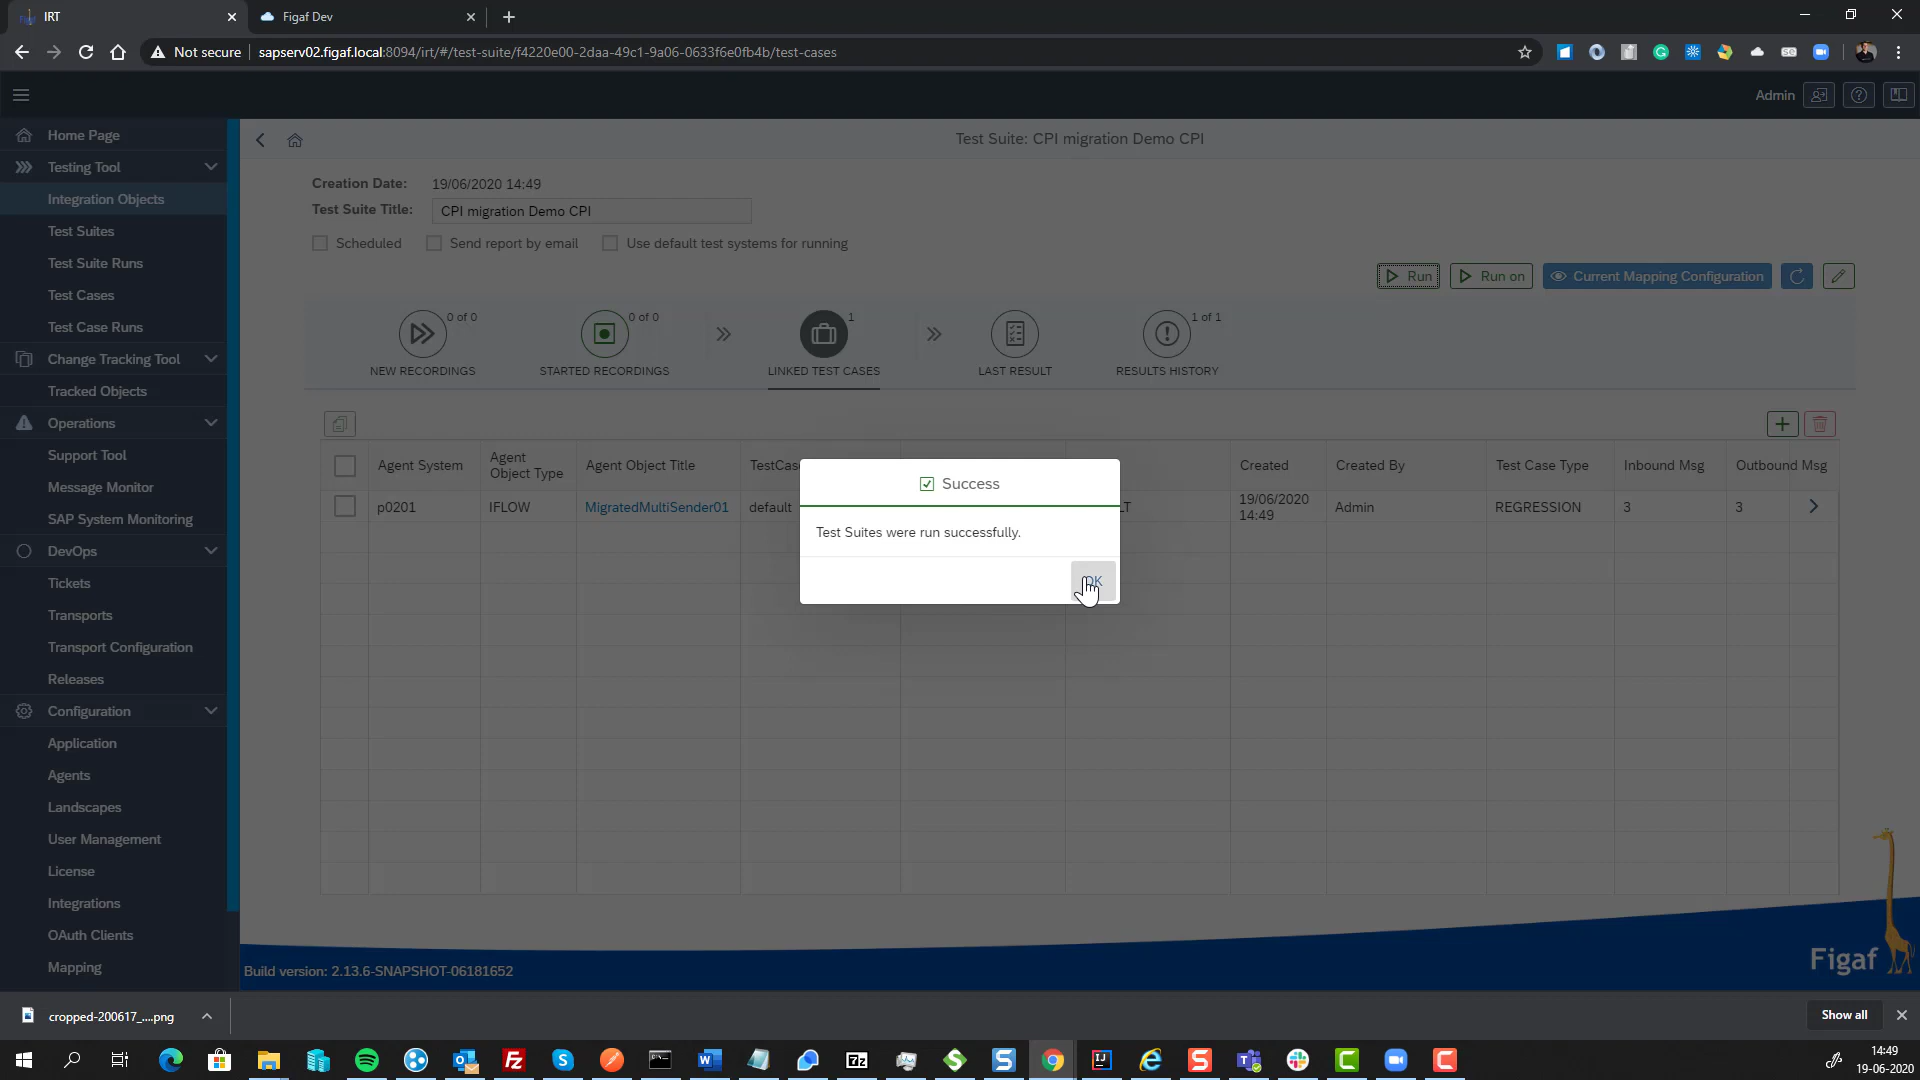 IRT
Figaf Dev
Not secure
sapserv02.figaf.local:8094/irt/#/test-suite/f4220e00-2daa-49c1-9a06-0633f6e0fb4b/test-cases
Admin
Home Page
Testing Tool
Integration Objects
Test Suites
Test Suite Runs
Test Cases
Test Case Runs
Change Tracking Tool
Tracked Objects
Operations
Support Tool
Message Monitor
SAP System Monitoring
DevOps
Tickets
Transports
Transport Configuration
Releases
Configuration
Application
Agents
Landscapes
User Management
License
Integrations
OAuth Clients
Mapping
Test Suite: CPI migration Demo CPI
Creation Date: 19/06/2020 14:49
Test Suite Title: CPI migration Demo CPI
Scheduled Send report by email Use default test systems for running
Run Run on Current Mapping Configuration
0 of 0 0 of 0 1 1 of 1
NEW RECORDINGS STARTED RECORDINGS LINKED TEST CASES LAST RESULT RESULTS HISTORY
Agent System Agent Object Type Agent Object Title TestCas Created Created By Test Case Type Inbound Msg Outbound Msg
p0201 IFLOW MigratedMultiSender01 default LT 19/06/2020 14:49 Admin REGRESSION 3 3
Success
Test Suites were run successfully.
OK
Build version: 2.13.6-SNAPSHOT-06181652
Figaf
cropped-200617_....png
Show all
14:49
19-06-2020